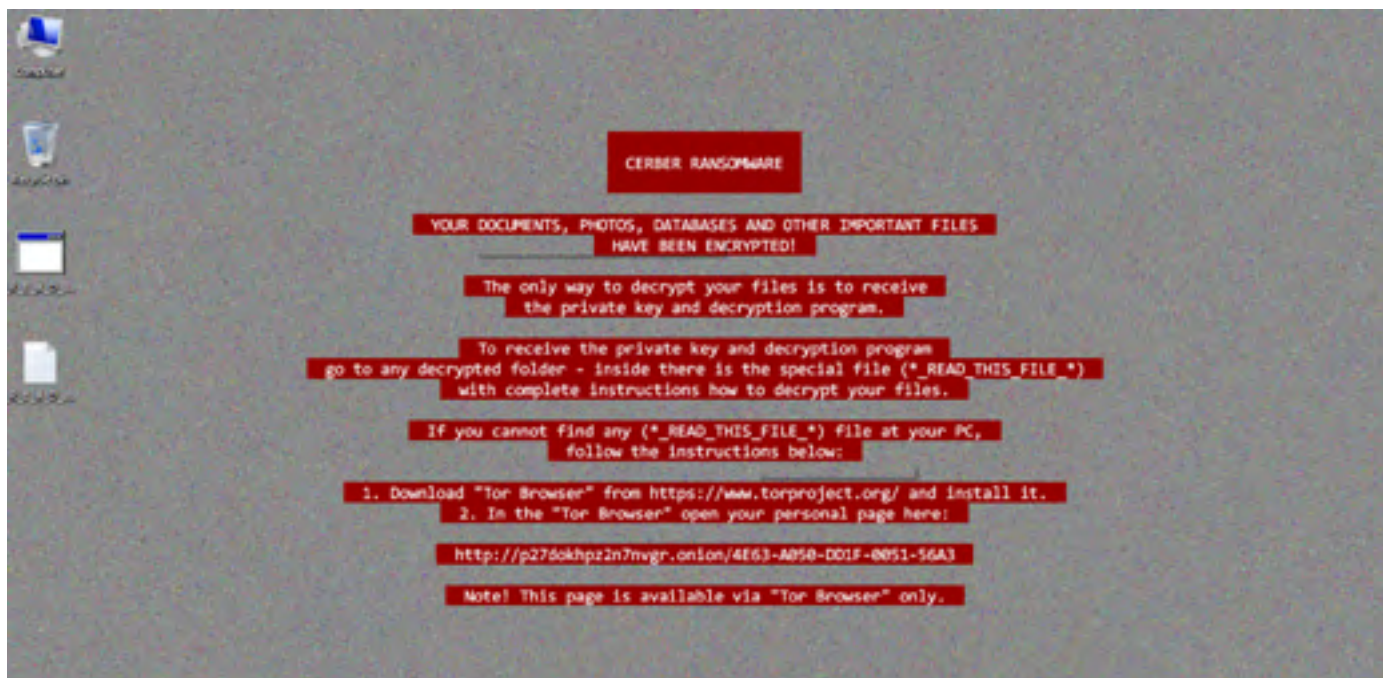 CERBER RANSOMWARE
YOUR DOCUMENTS, PHOTOS, DATABASES AND OTHER IMPORTANT FILES
HAVE BEEN ENCRYPTED!
The only way to decrypt your files is to receive
the private key and decryption program.
To receive the private key and decryption program
go to any decrypted folder - inside there is the special file (*_READ_THIS_FILE_*)
with complete instructions how to decrypt your files.
If you cannot find any (*_READ_THIS_FILE_*) file at your PC,
follow the instructions below:
1. Download "Tor Browser" from https://www.torproject.org/ and install it.
2. In the "Tor Browser" open your personal page here:
http://p27dokhpz2n7nvgr.onion/4E63-A050-DD1F-0051-56A3
Note! This page is available via "Tor Browser" only.